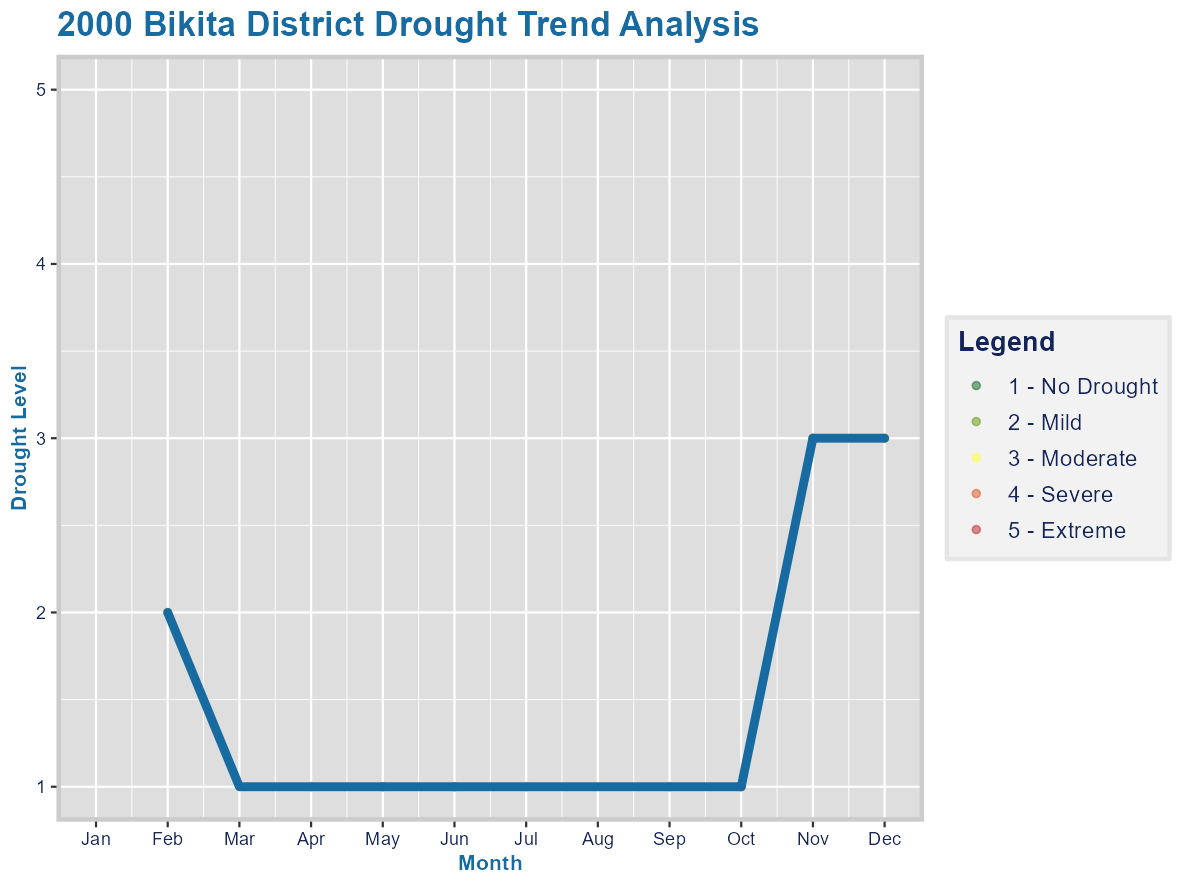 2000 Bikita District Drought Trend Analysis
5
4
3
2
1
Drought Level
Jan Feb Mar Apr May Jun Jul Aug Sep Oct Nov Dec
Month
Legend
1 - No Drought
2 - Mild
3 - Moderate
4 - Severe
5 - Extreme